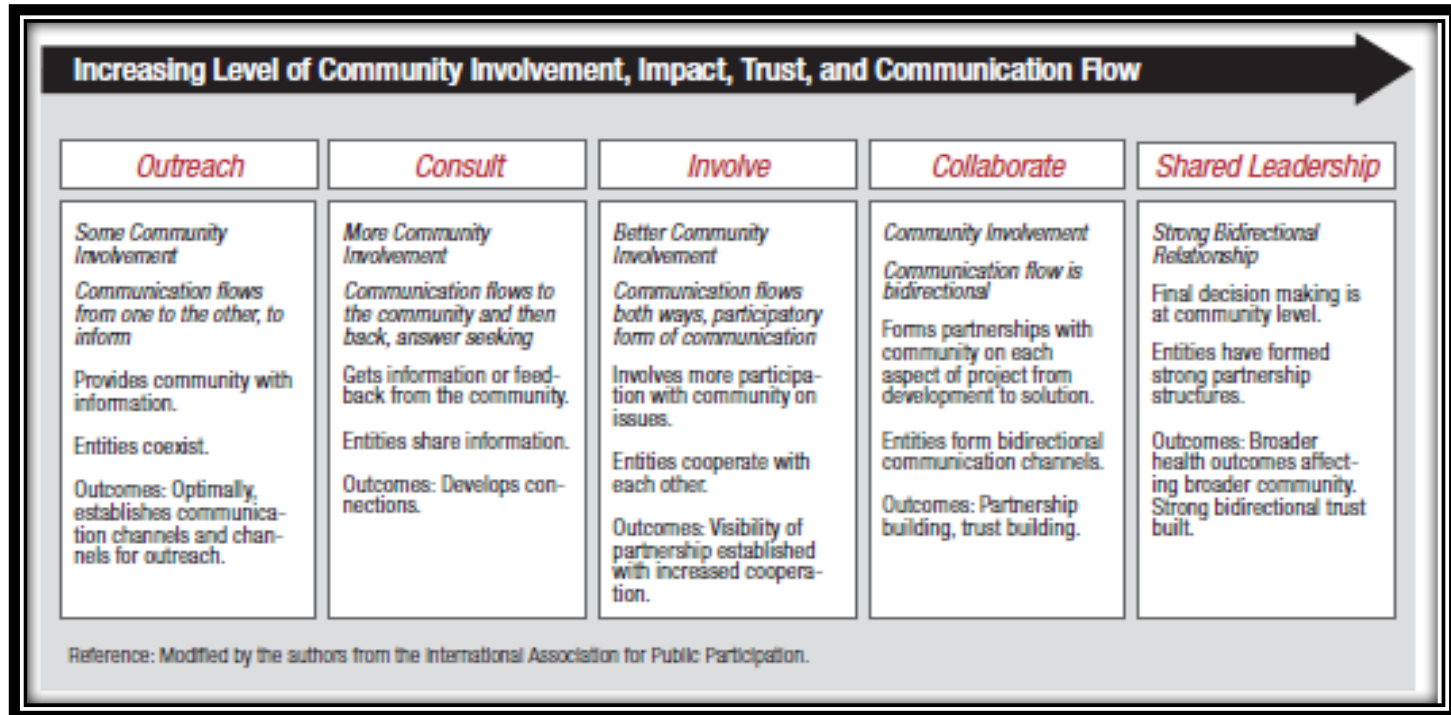 Increasing Level of Community Involvement, Impact, Trust, and Communication Flow
Outreach
Some Community
Involvement
Communication flows
from one to the other, to
inform
Provides community with
information.
Entities coexist.
Outcomes: Optimally,
establishes communica-
tion channels and chan-
nels for outreach.
Consult
More Community
Involvement
Communication flows to
the community and then
back, answer seeking
Gets information or feed-
back from the community.
Entities share information.
Outcomes: Develops con-
nections.
Involve
Better Community
Involvement
Communication flows
both ways, participatory
form of communication
Involves more participa-
tion with community on
issues.
Entities cooperate with
each other.
Outcomes: Visibility of
partnership established
with increased coopera-
tion.
Collaborate
Community Involvement
Communication flow is
bidirectional
Forms partnerships with
community on each
aspect of project from
development to solution.
Entities form bidirectional
communication channels.
Outcomes: Partnership
building, trust building.
Shared Leadership
Strong Bidirectional
Relationship
Final decision making is
at community level.
Entities have formed
strong partnership
structures.
Outcomes: Broader
health outcomes affect-
ing broader community.
Strong bidirectional trust
built.
Reference: Modified by the authors from the International Association for Public Participation.